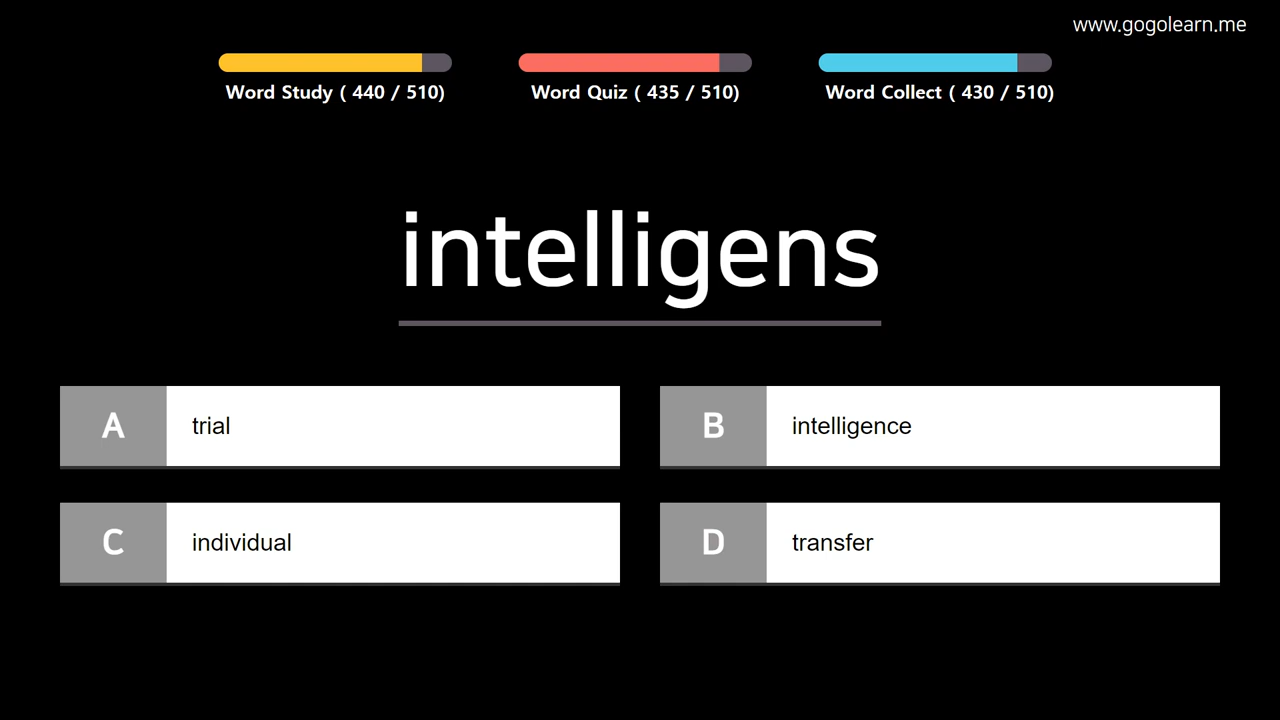 www.gogolearn.me
Word Study ( 440 / 510)
Word Quiz ( 435 / 510)
Word Collect ( 430 / 510)
intelligens
A trial
B intelligence
C individual
D transfer